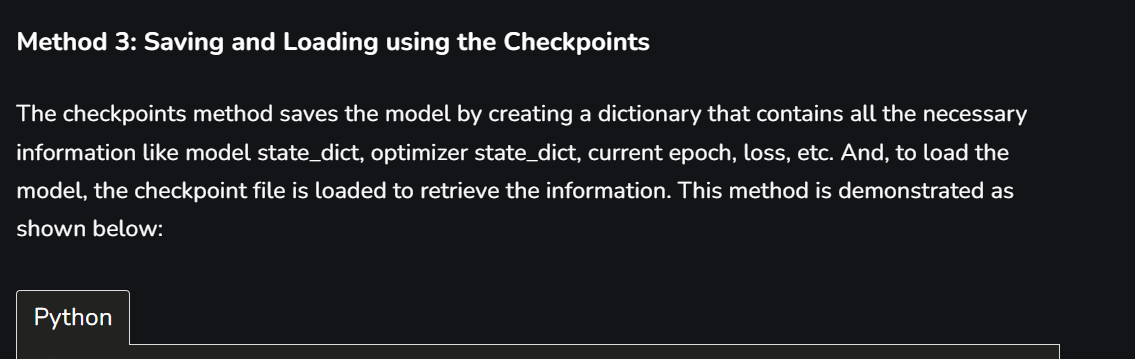 Method 3: Saving and Loading using the Checkpoints
The checkpoints method saves the model by creating a dictionary that contains all the necessary
information like model state_dict, optimizer state_dict, current epoch, loss, etc. And, to load the
model, the checkpoint file is loaded to retrieve the information. This method is demonstrated as
shown below:
Python